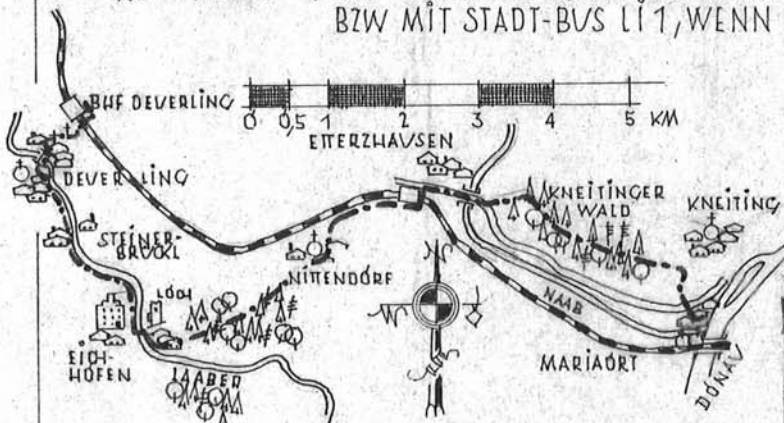 BZW MIT STADT-BUS LI 1, WENN
BHF DEUERLING
0 0,5 1 2 3 4 5 KM
ETTERZHAUSEN
DEUERLING
KNEITINGER
WALD
KNEITING
STEINER-
BRÜCKL
NITTENDORF
LOCH
NAAB
EICH-
HOFEN
MARIAORT
LAABER
DONAU